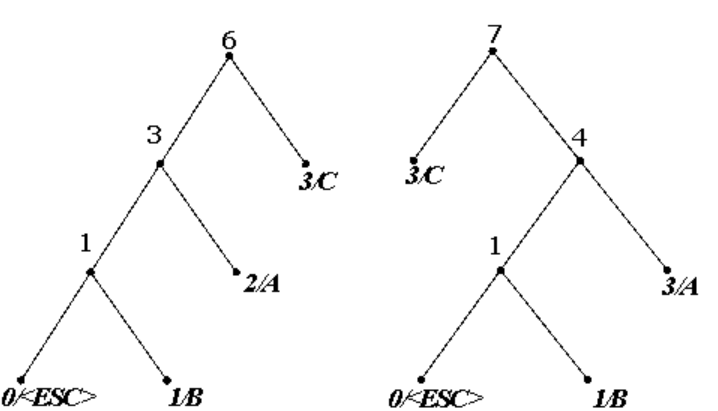 6 7
3 4
3/C 3/C
1 1
2/A 3/A
0/<ESC> 1/B 0/<ESC> 1/B